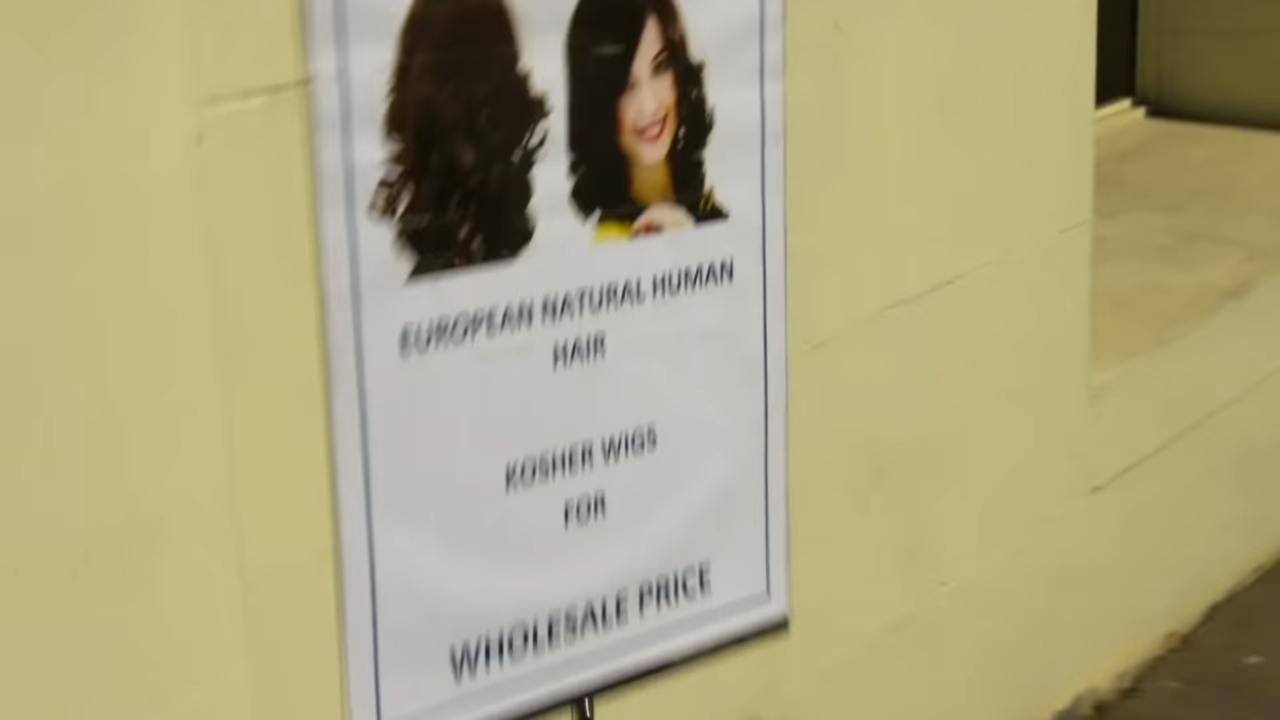 EUROPEAN NATURAL HUMAN
HAIR
KOSHER WIGS
FOR
WHOLESALE PRICE